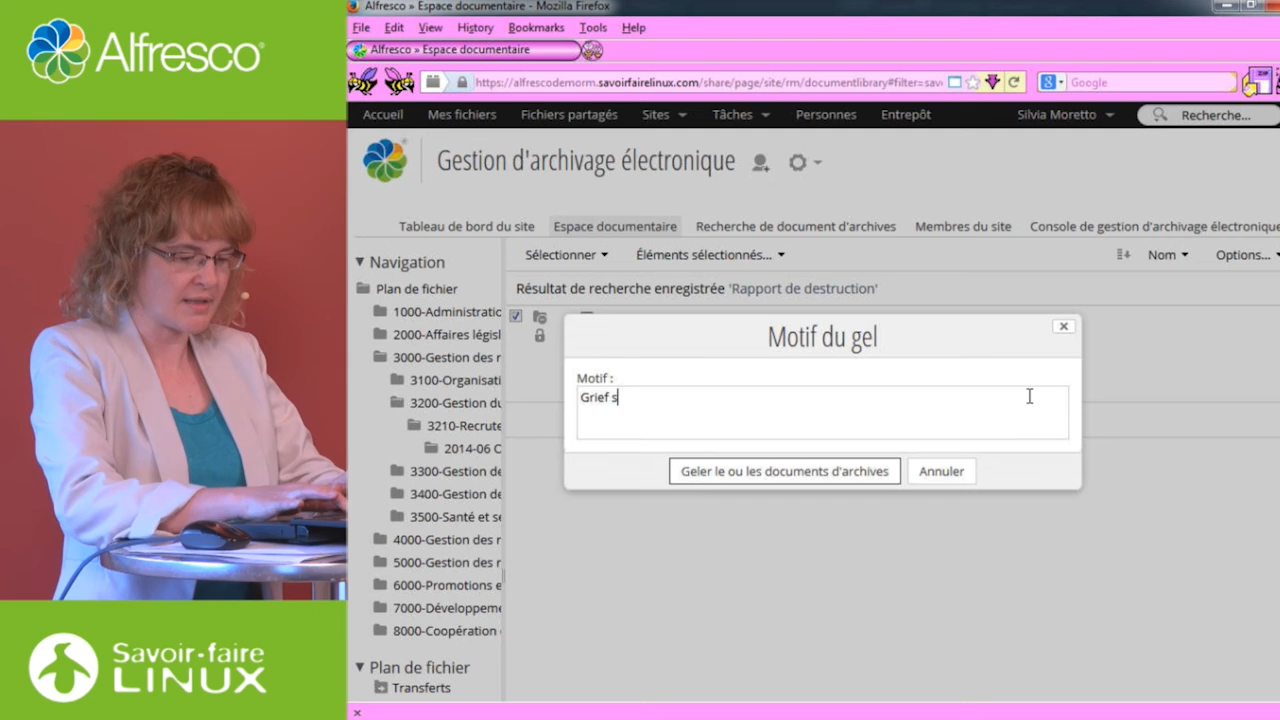 Alfresco
Alfresco » Espace documentaire - Mozilla Firefox
File Edit View History Bookmarks Tools Help
Alfresco » Espace documentaire
https://alfrescodemorm.savoirfairelinux.com/share/page/site/rm/documentlibrary#filter=sav
Google
Accueil Mes fichiers Fichiers partagés Sites Tâches Personnes Entrepôt Silvia Moretto Recherche...
Gestion d'archivage électronique
Tableau de bord du site Espace documentaire Recherche de document d'archives Membres du site Console de gestion d'archivage électronique
Navigation
Sélectionner Éléments sélectionnés... Nom Options...
Plan de fichier
Résultat de recherche enregistrée 'Rapport de destruction'
1000-Administratio
2000-Affaires législ
3000-Gestion des r
3100-Organisati
3200-Gestion du
3210-Recrute
2014-06 O
3300-Gestion de
3400-Gestion de
3500-Santé et sé
4000-Gestion des r
5000-Gestion des r
6000-Promotions e
7000-Développeme
8000-Coopération
Plan de fichier
Transferts
Motif du gel
Motif :
Grief s
Geler le ou les documents d'archives Annuler
Savoir-faire
LINUX